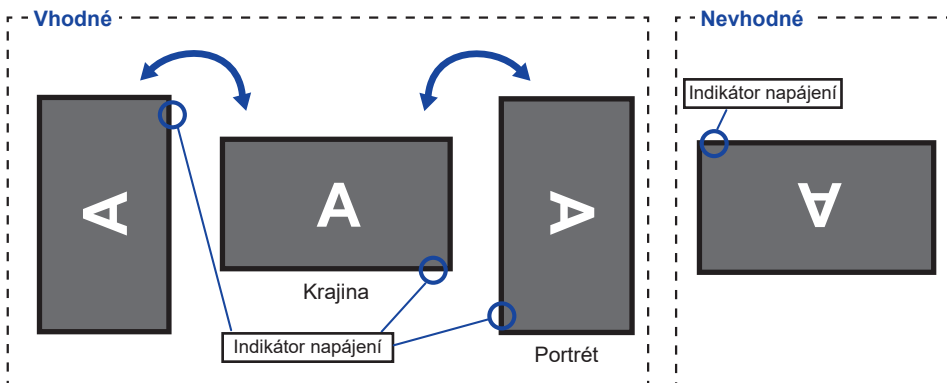 Vhodné
Nevhodné
Indikátor napájení
A
A
A
A
Krajina
Indikátor napájení
Portrét